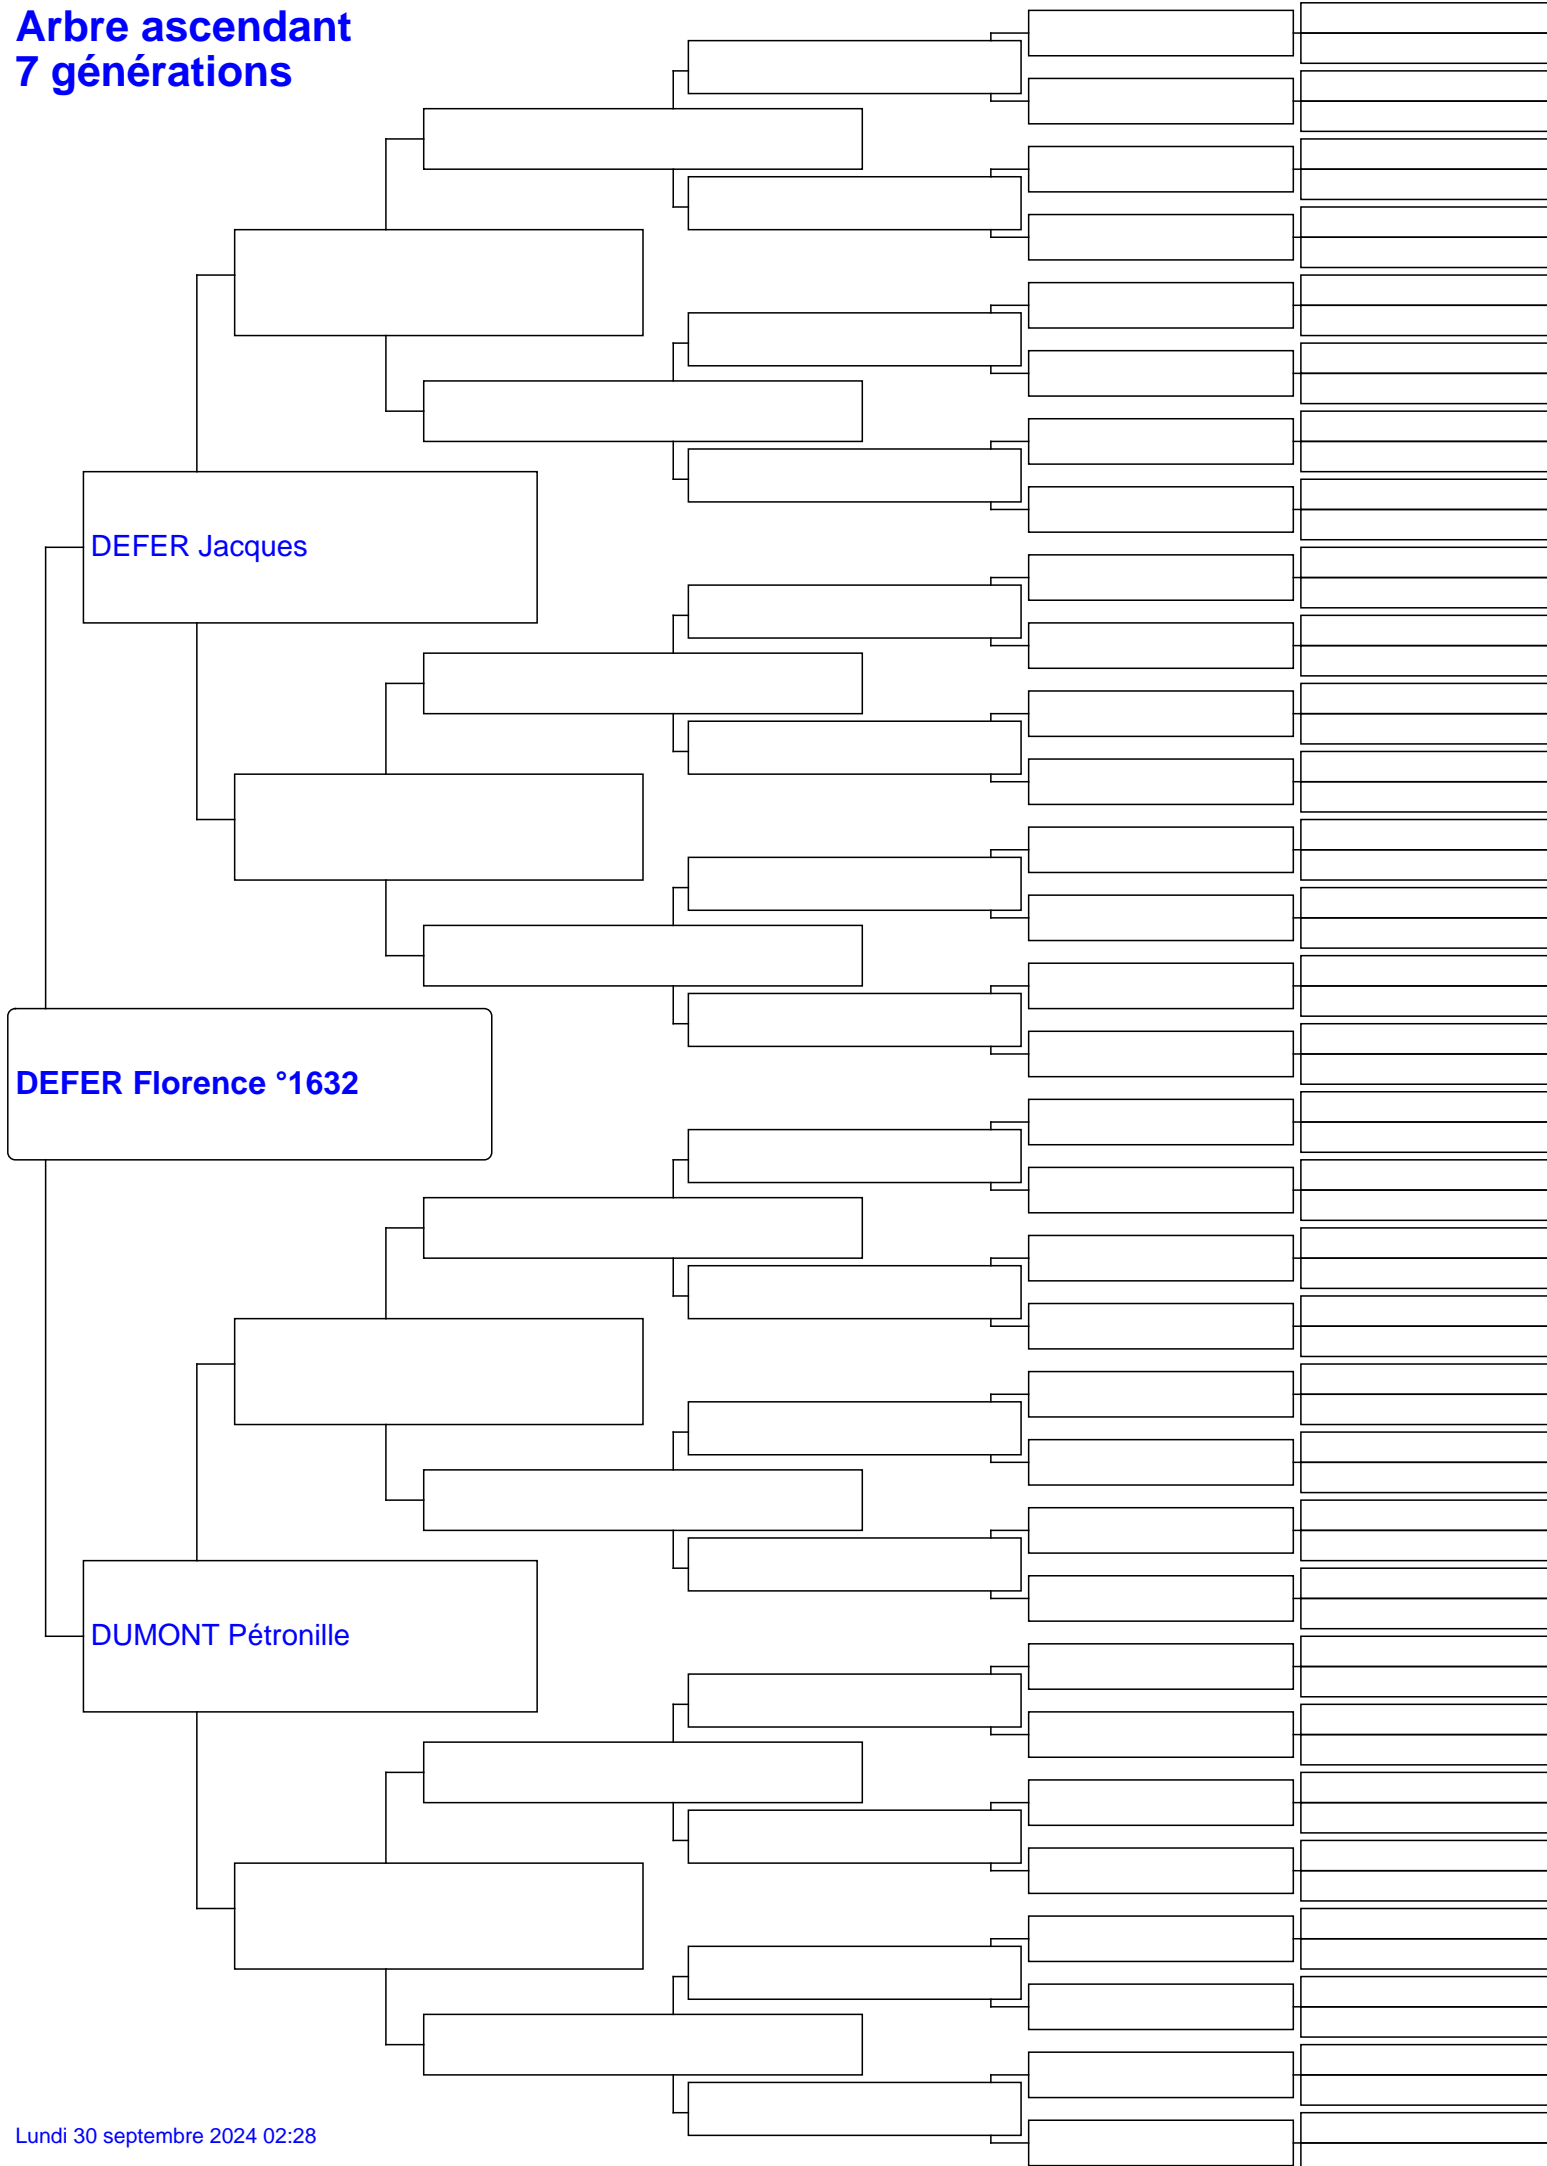 Arbre ascendant
7 générations
DEFER Jacques
DEFER Florence °1632
DUMONT Pétronille
Lundi 30 septembre 2024 02:28